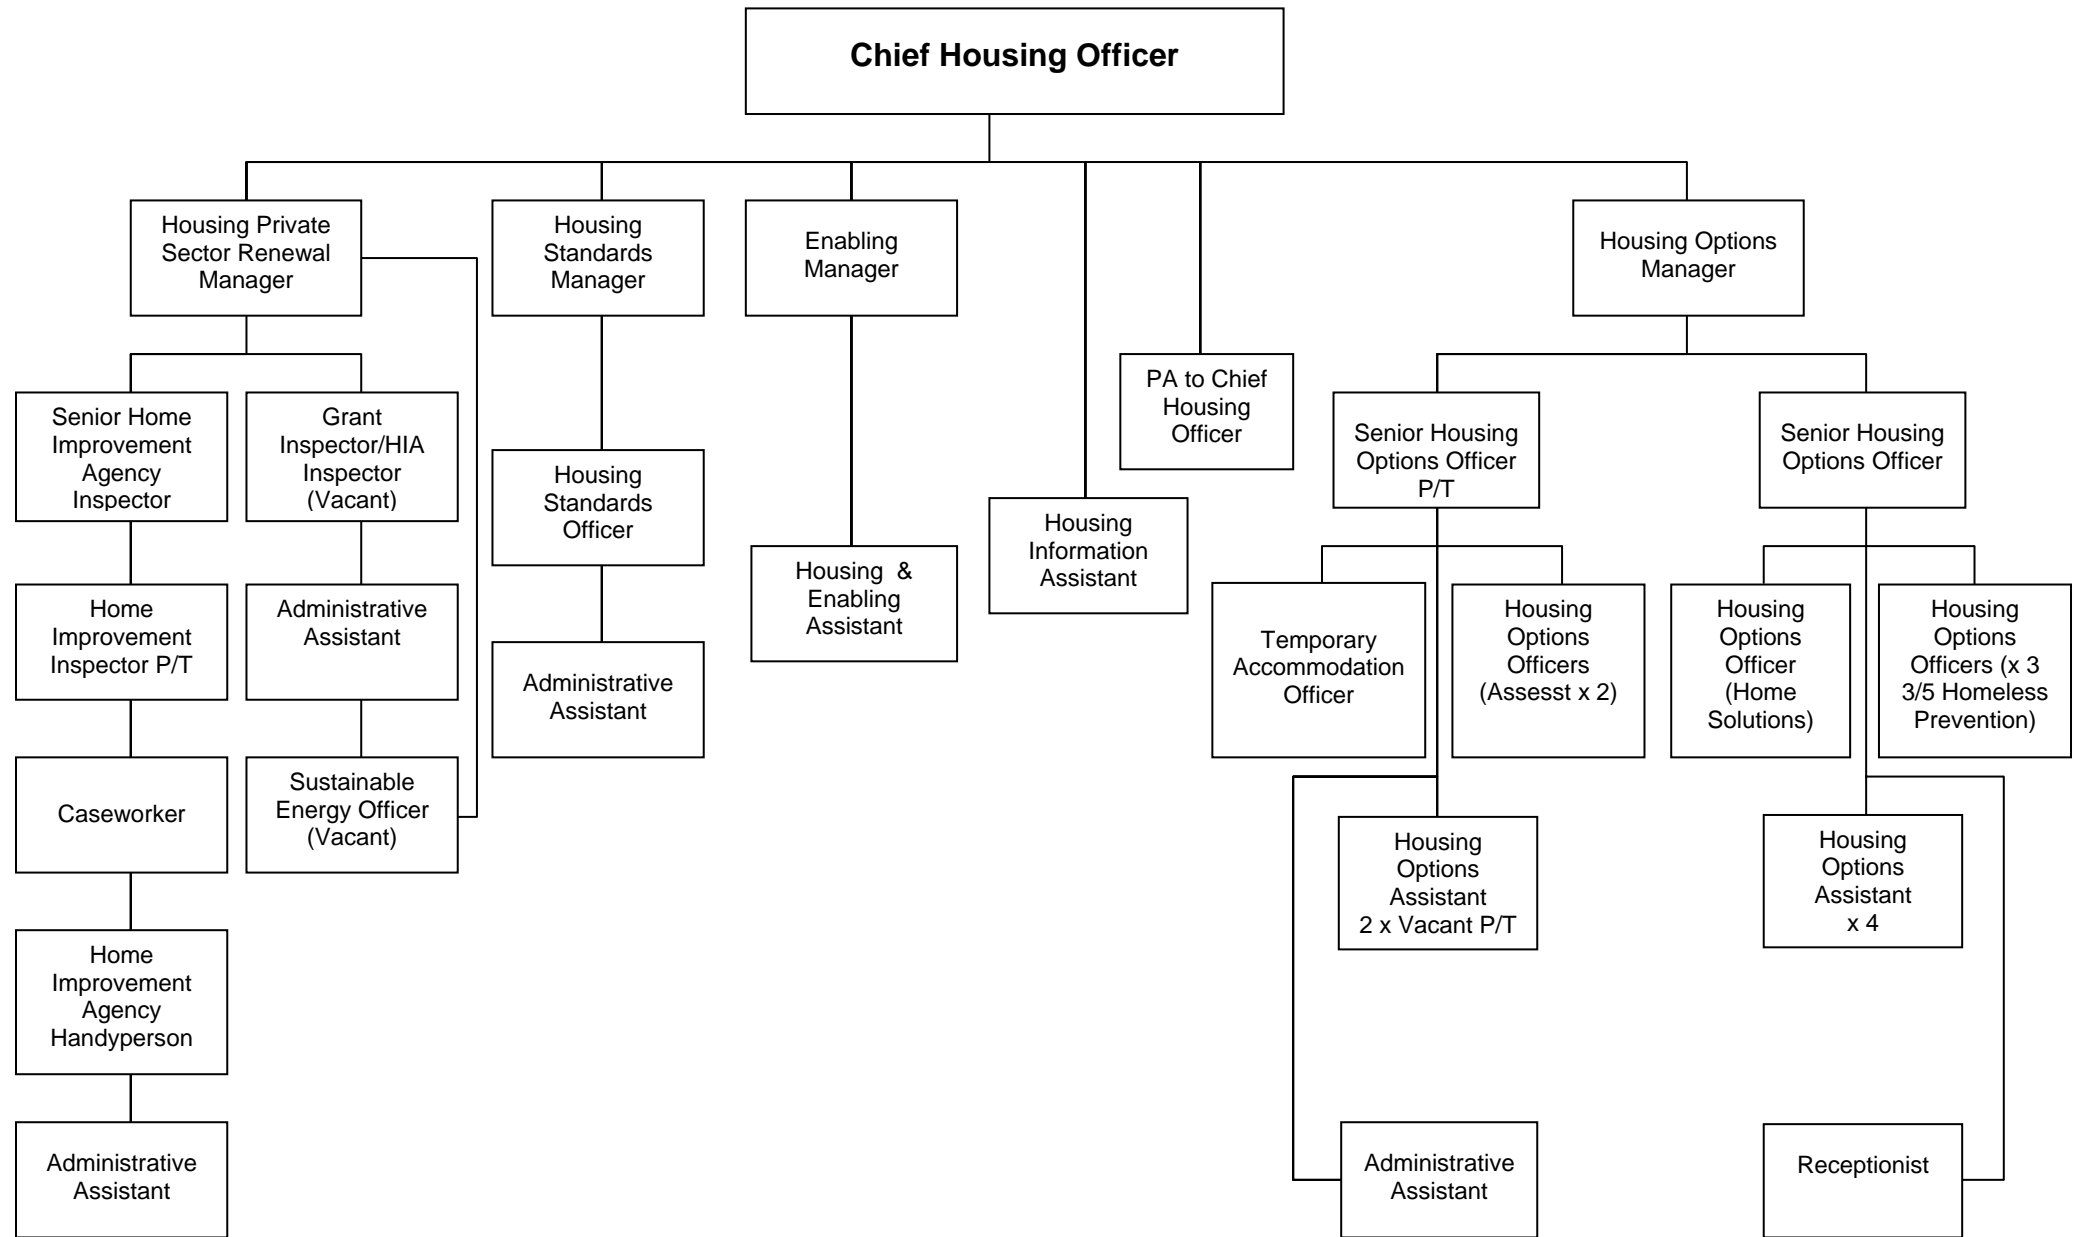 Chief Housing Officer
Housing Private
Sector Renewal
Manager
Housing
Standards
Manager
Enabling
Manager
Housing Options
Manager
PA to Chief
Housing
Officer
Senior Home
Improvement
Agency
Inspector
Grant
Inspector/HIA
Inspector
(Vacant)
Housing
Standards
Officer
Senior Housing
Options Officer
P/T
Senior Housing
Options Officer
Housing
Information
Assistant
Housing &
Enabling
Assistant
Home
Improvement
Inspector P/T
Administrative
Assistant
Administrative
Assistant
Temporary
Accommodation
Officer
Housing
Options
Officers
(Assesst x 2)
Housing
Options
Officer
(Home
Solutions)
Housing
Options
Officers (x 3
3/5 Homeless
Prevention)
Caseworker
Sustainable
Energy Officer
(Vacant)
Housing
Options
Assistant
2 x Vacant P/T
Housing
Options
Assistant
x 4
Home
Improvement
Agency
Handyperson
Administrative
Assistant
Administrative
Assistant
Receptionist